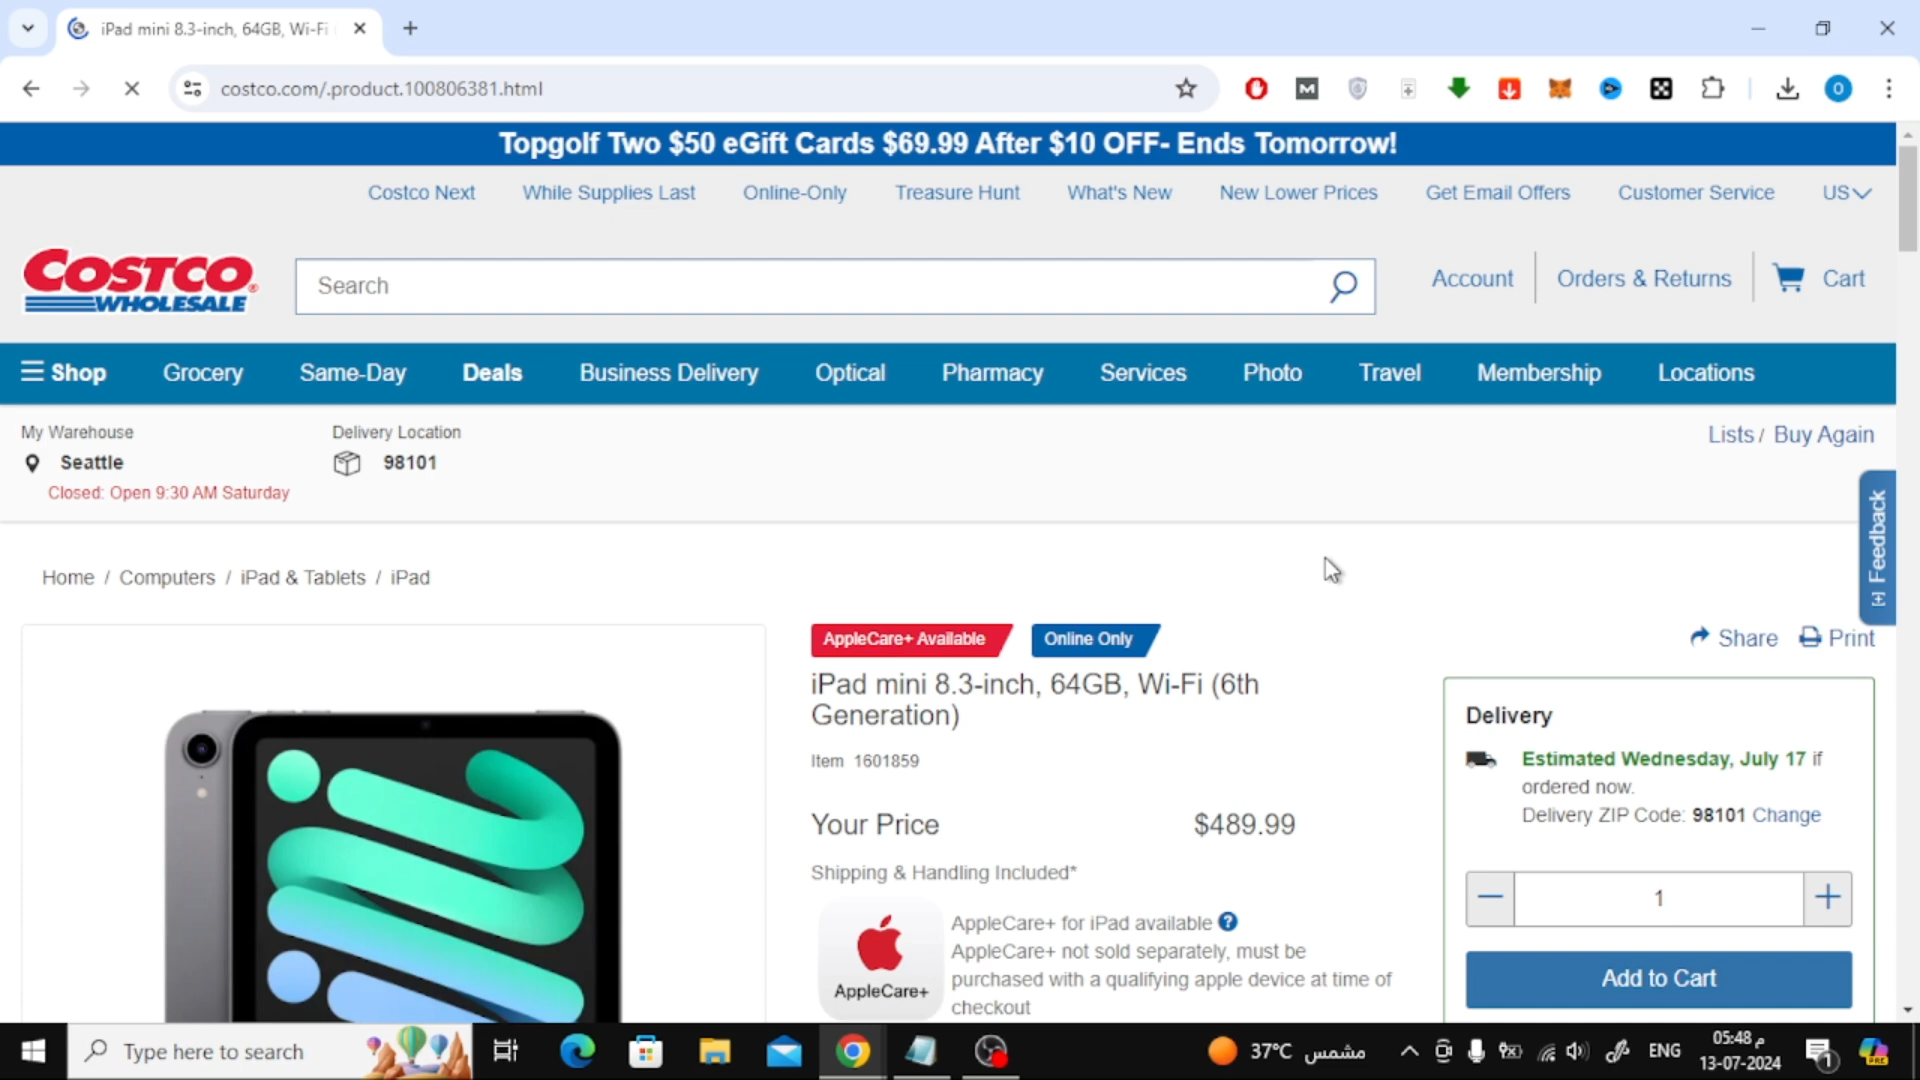 iPad mini 8.3-inch, 64GB, Wi-Fi
costco.com/.product.100806381.html
Topgolf Two $50 eGift Cards $69.99 After $10 OFF- Ends Tomorrow!
Costco Next While Supplies Last Online-Only Treasure Hunt What's New New Lower Prices Get Email Offers Customer Service US
COSTCO WHOLESALE
Search
Account Orders & Returns Cart
Shop Grocery Same-Day Deals Business Delivery Optical Pharmacy Services Photo Travel Membership Locations
My Warehouse
Seattle
Closed: Open 9:30 AM Saturday
Delivery Location
98101
Lists / Buy Again
[+] Feedback
Home / Computers / iPad & Tablets / iPad
AppleCare+ Available Online Only
Share Print
iPad mini 8.3-inch, 64GB, Wi-Fi (6th
Generation)
Item 1601859
Your Price $489.99
Shipping & Handling Included*
AppleCare+
AppleCare+ for iPad available ?
AppleCare+ not sold separately, must be
purchased with a qualifying apple device at time of
checkout
Delivery
Estimated Wednesday, July 17 if
ordered now.
Delivery ZIP Code: 98101 Change
1
Add to Cart
Type here to search
37°C مشمس
ENG
05:48 م
13-07-2024
1